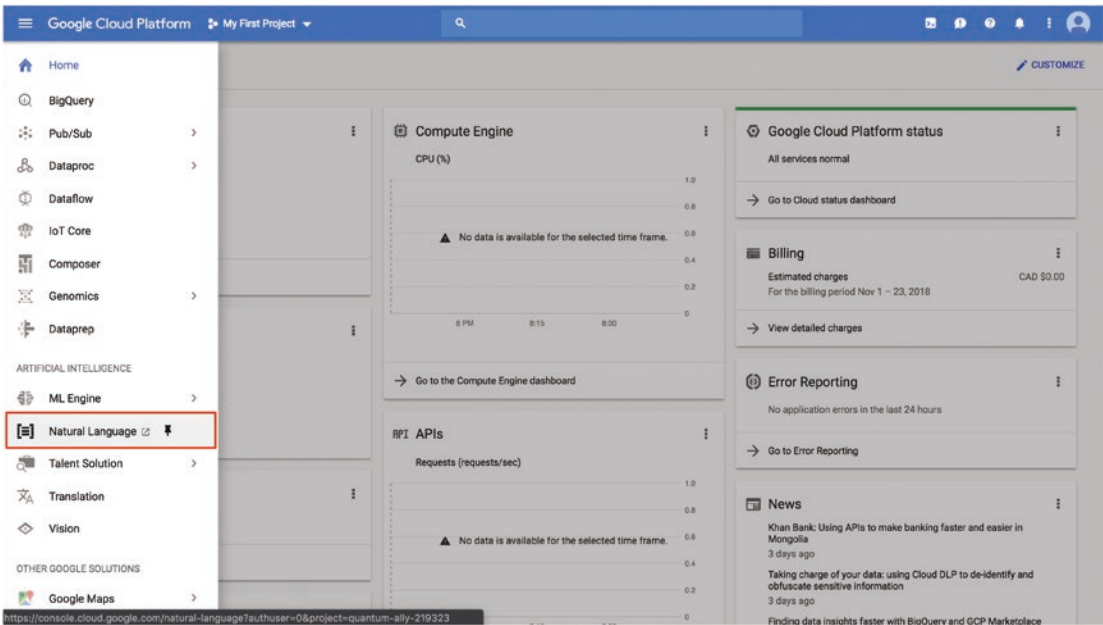 Google Cloud Platform
My First Project
CUSTOMIZE
Home
BigQuery
Pub/Sub
Dataproc
Dataflow
IoT Core
Composer
Genomics
Dataprep
ARTIFICIAL INTELLIGENCE
ML Engine
Natural Language
Talent Solution
Translation
Vision
OTHER GOOGLE SOLUTIONS
Google Maps
https://console.cloud.google.com/natural-language?authuser=0&project=quantum-ally-219323
Compute Engine
CPU (%)
1.0
0.8
No data is available for the selected time frame.
0.6
0.4
0.2
0
8 PM 8:15 8:30
Go to the Compute Engine dashboard
API APIs
Requests (requests/sec)
1.0
0.8
No data is available for the selected time frame.
0.6
0.4
0.2
0
Google Cloud Platform status
All services normal
Go to Cloud status dashboard
Billing
Estimated charges CAD $0.00
For the billing period Nov 1 – 23, 2018
View detailed charges
Error Reporting
No application errors in the last 24 hours
Go to Error Reporting
News
Khan Bank: Using APIs to make banking faster and easier in
Mongolia
3 days ago
Taking charge of your data: using Cloud DLP to de-identify and
obfuscate sensitive information
3 days ago
Finding data insights faster with BigQuery and GCP Marketplace